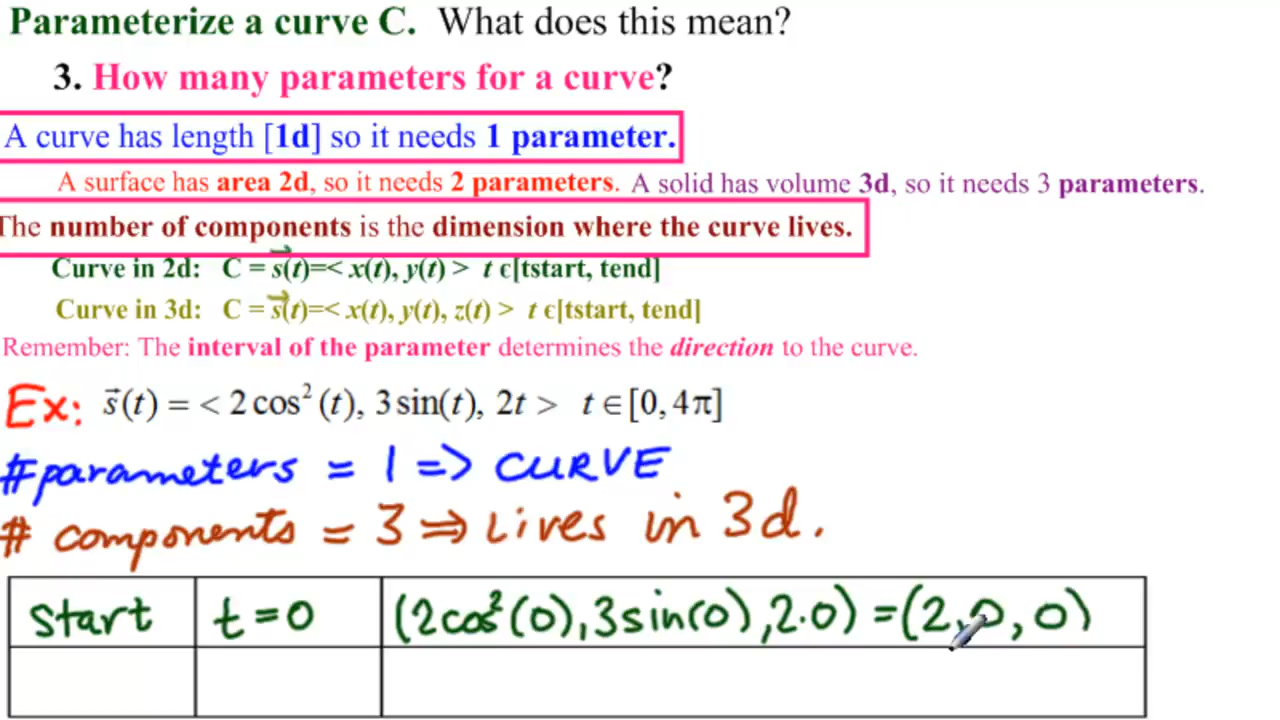 Parameterize a curve C. What does this mean?
3. How many parameters for a curve?
A curve has length [1d] so it needs 1 parameter.
A surface has area 2d, so it needs 2 parameters. A solid has volume 3d, so it needs 3 parameters.
The number of components is the dimension where the curve lives.
Curve in 2d: C = s⃗(t)=< x(t), y(t) > t ϵ[tstart, tend]
Curve in 3d: C = s⃗(t)=< x(t), y(t), z(t) > t ϵ[tstart, tend]
Remember: The interval of the parameter determines the direction to the curve.
Ex: s⃗(t) = < 2cos²(t), 3sin(t), 2t > t ∈ [0, 4π]
#parameters = 1 => CURVE
# components = 3 => Lives in 3d.
start t = 0 (2cos²(0), 3sin(0), 2·0) = (2, 0, 0)